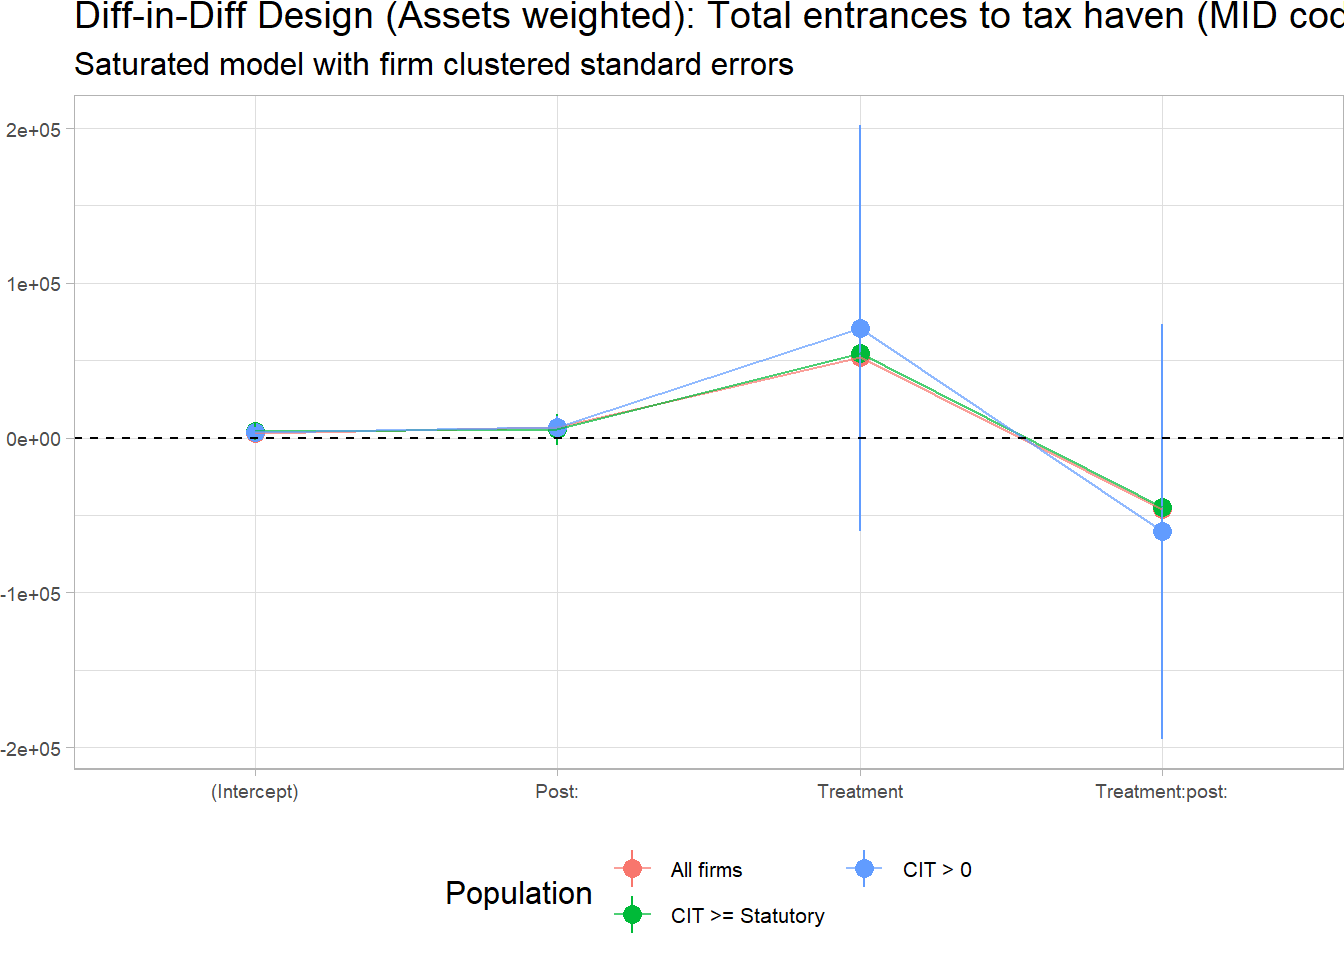 Diff-in-Diff Design (Assets weighted): Total entrances to tax haven (MID cod
Saturated model with firm clustered standard errors
2e+05
1e+05
0e+00
-1e+05
-2e+05
(Intercept) Post: Treatment Treatment:post:
Population
All firms CIT > 0
CIT >= Statutory